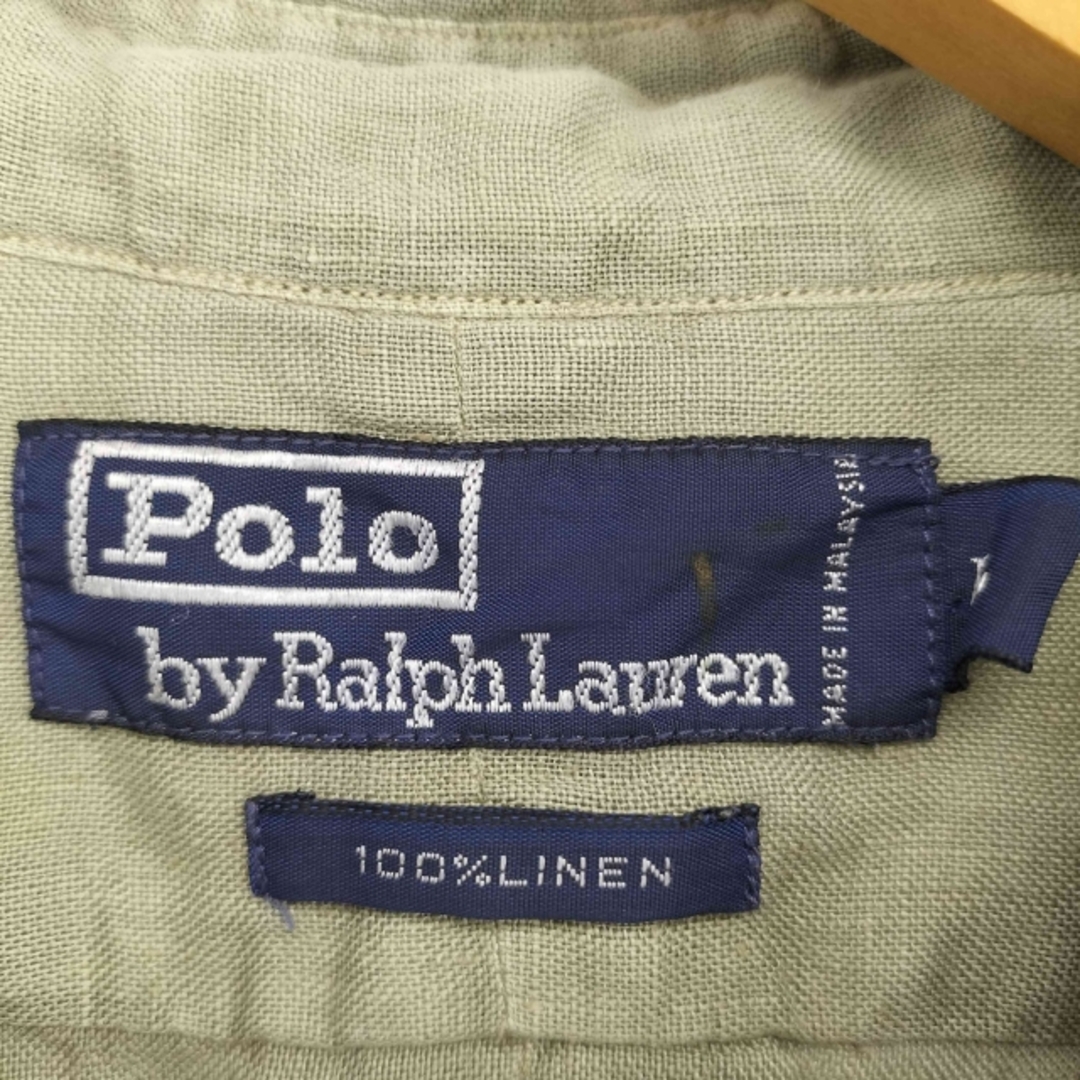 Polo
by Ralph Lauren
MADE IN MALAYSIA
100%LINEN